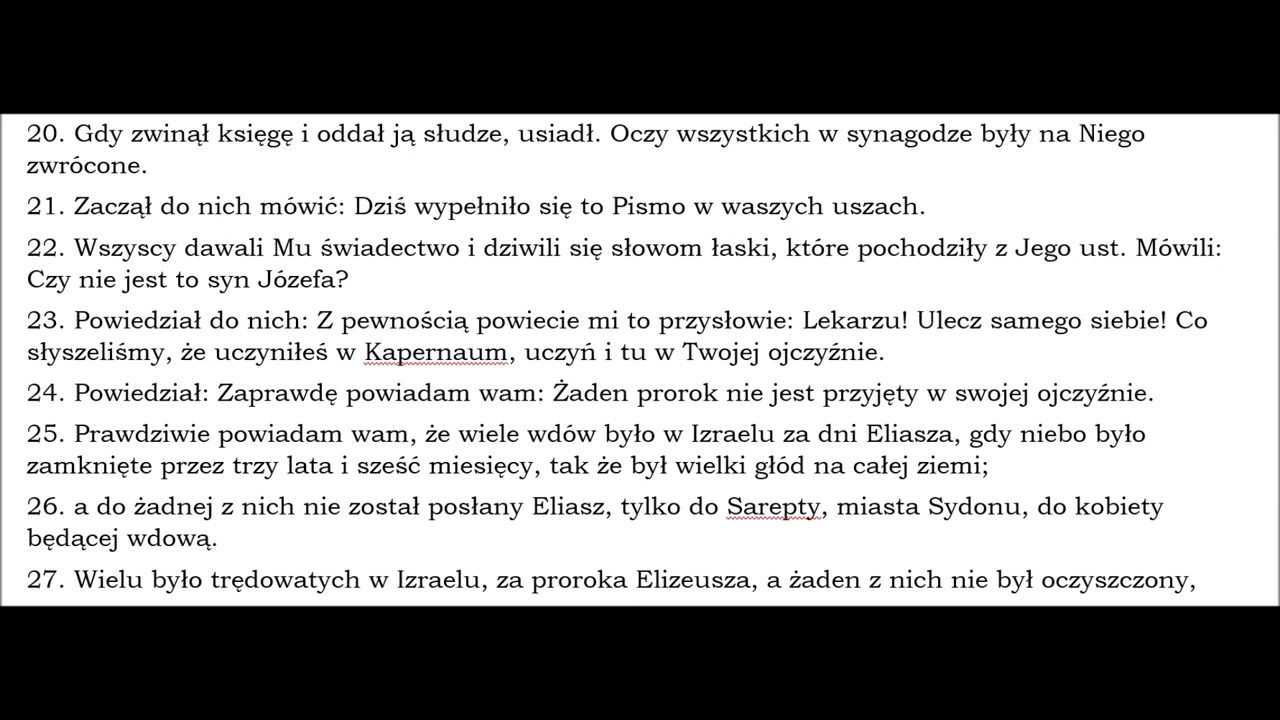 20. Gdy zwinął księgę i oddał ją słudze, usiadł. Oczy wszystkich w synagodze były na Niego
zwrócone.
21. Zaczął do nich mówić: Dziś wypełniło się to Pismo w waszych uszach.
22. Wszyscy dawali Mu świadectwo i dziwili się słowom łaski, które pochodziły z Jego ust. Mówili:
Czy nie jest to syn Józefa?
23. Powiedział do nich: Z pewnością powiecie mi to przysłowie: Lekarzu! Ulecz samego siebie! Co
słyszeliśmy, że uczyniłeś w Kapernaum, uczyń i tu w Twojej ojczyźnie.
24. Powiedział: Zaprawdę powiadam wam: Żaden prorok nie jest przyjęty w swojej ojczyźnie.
25. Prawdziwie powiadam wam, że wiele wdów było w Izraelu za dni Eliasza, gdy niebo było
zamknięte przez trzy lata i sześć miesięcy, tak że był wielki głód na całej ziemi;
26. a do żadnej z nich nie został posłany Eliasz, tylko do Sarepty, miasta Sydonu, do kobiety
będącej wdową.
27. Wielu było trędowatych w Izraelu, za proroka Elizeusza, a żaden z nich nie był oczyszczony,